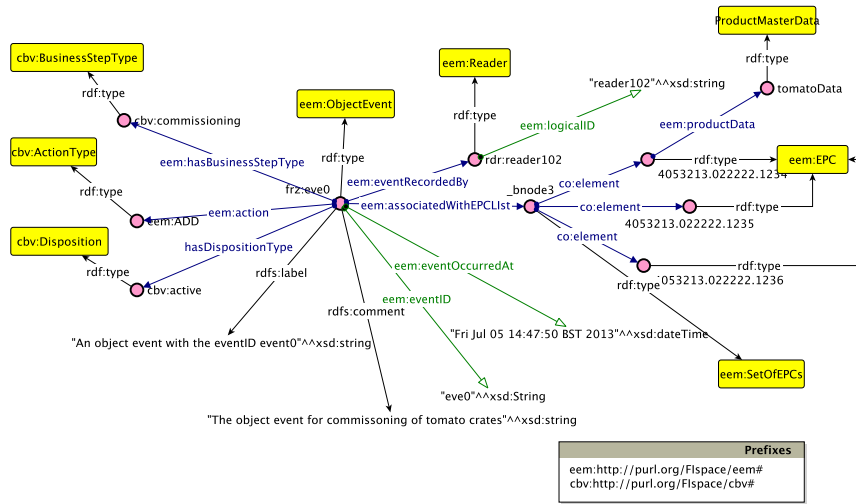 ProductMasterData
cbv:BusinessStepType
rdf:type
eem:Reader
rdf:type
"reader102"^^xsd:string
tomatoData
rdf:type
eem:ObjectEvent
rdf:type
cbv:commissioning
eem:logicalID
eem:productData
cbv:ActionType
eem:hasBusinessStepType
rdf:type
rdr:reader102
rdf:type
eem:EPC
4053213.022222.1234
rdf:type
eem:eventRecordedBy
frz:eve0
_bnode3
co:element
eem:ADD
eem:action
eem:associatedWithEPCLIst
co:element
rdf:type
4053213.022222.1235
cbv:Disposition
hasDispositionType
co:element
rdf:type
rdfs:label
eem:eventOccurredAt
rdf:type
053213.022222.1236
cbv:active
eem:eventID
rdf:type
rdfs:comment
"An object event with the eventID event0"^^xsd:string
"Fri Jul 05 14:47:50 BST 2013"^^xsd:dateTime
eem:SetOfEPCs
"eve0"^^xsd:String
"The object event for commissoning of tomato crates"^^xsd:string
Prefixes
eem:http://purl.org/FIspace/eem#
cbv:http://purl.org/FIspace/cbv#